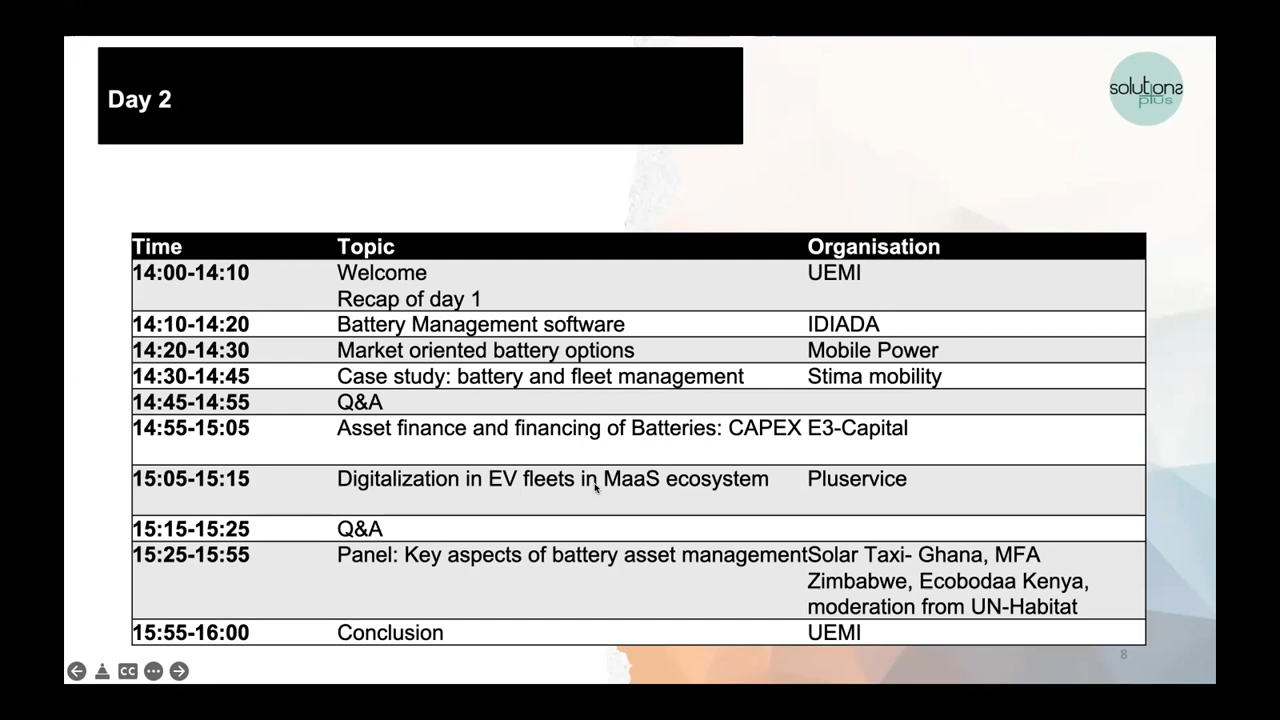 Day 2
solutions
plus
Time Topic Organisation
14:00-14:10 Welcome UEMI
Recap of day 1
14:10-14:20 Battery Management software IDIADA
14:20-14:30 Market oriented battery options Mobile Power
14:30-14:45 Case study: battery and fleet management Stima mobility
14:45-14:55 Q&A
14:55-15:05 Asset finance and financing of Batteries: CAPEX E3-Capital
15:05-15:15 Digitalization in EV fleets in MaaS ecosystem Pluservice
15:15-15:25 Q&A
15:25-15:55 Panel: Key aspects of battery asset management Solar Taxi- Ghana, MFA
Zimbabwe, Ecobodaa Kenya,
moderation from UN-Habitat
15:55-16:00 Conclusion UEMI
8
CC